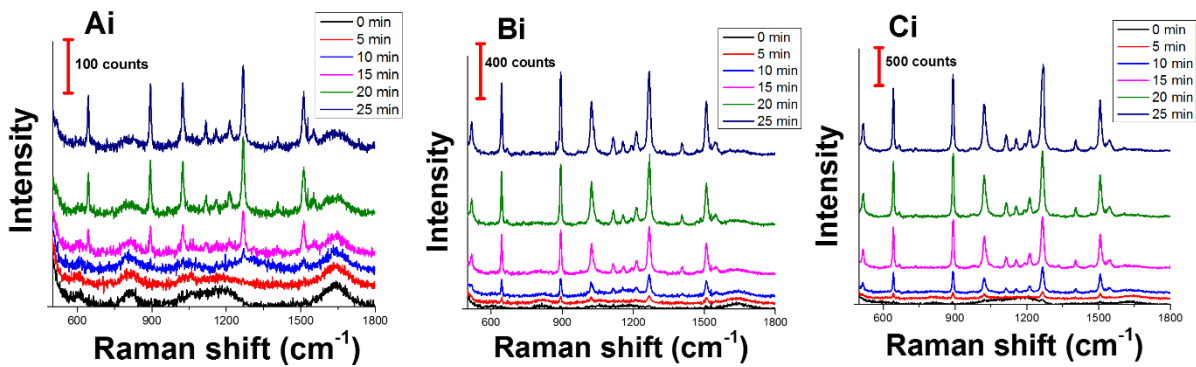 Ai
100 counts
0 min
5 min
10 min
15 min
20 min
25 min
Intensity
600 900 1200 1500 1800
Raman shift (cm⁻¹)
Bi
400 counts
0 min
5 min
10 min
15 min
20 min
25 min
Intensity
600 900 1200 1500 1800
Raman shift (cm⁻¹)
Ci
500 counts
0 min
5 min
10 min
15 min
20 min
25 min
Intensity
600 900 1200 1500 1800
Raman shift (cm⁻¹)